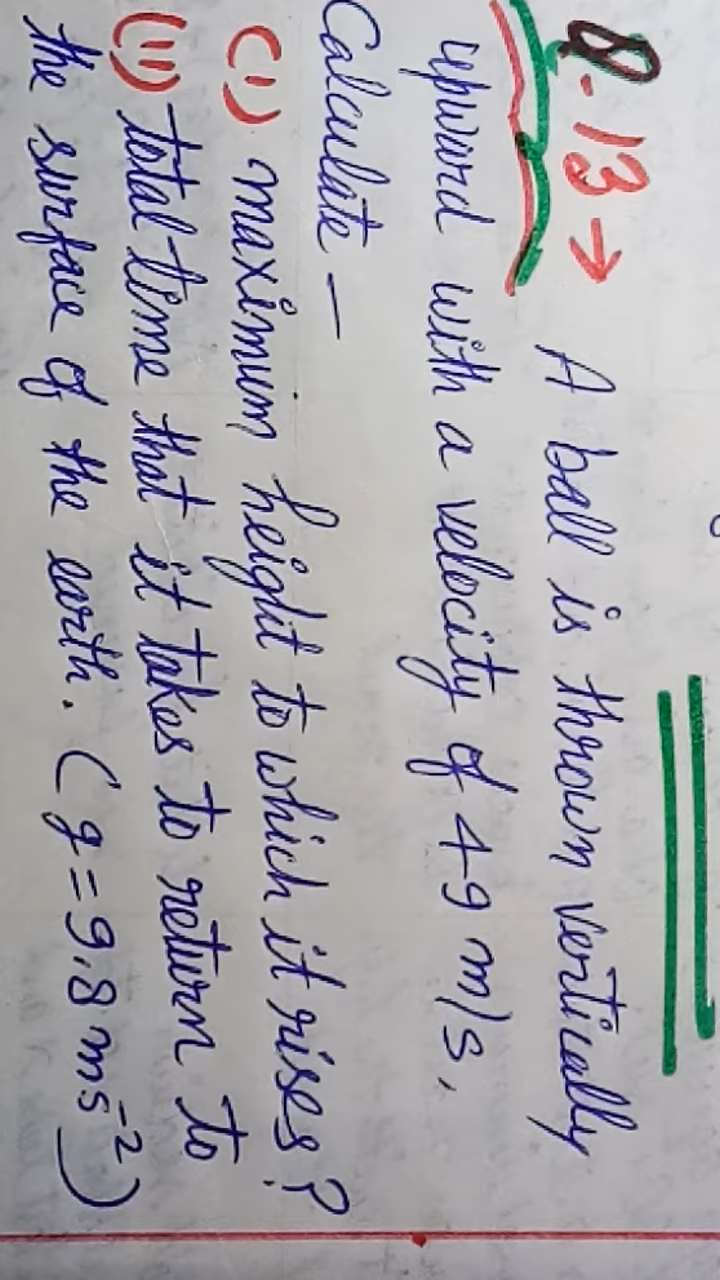 Q.13 → A ball is thrown vertically
upward with a velocity of 49 m/s.
Calculate —
(i) maximum height to which it rises?
(ii) total time that it takes to return to
the surface of the earth. (g = 9.8 ms⁻²)